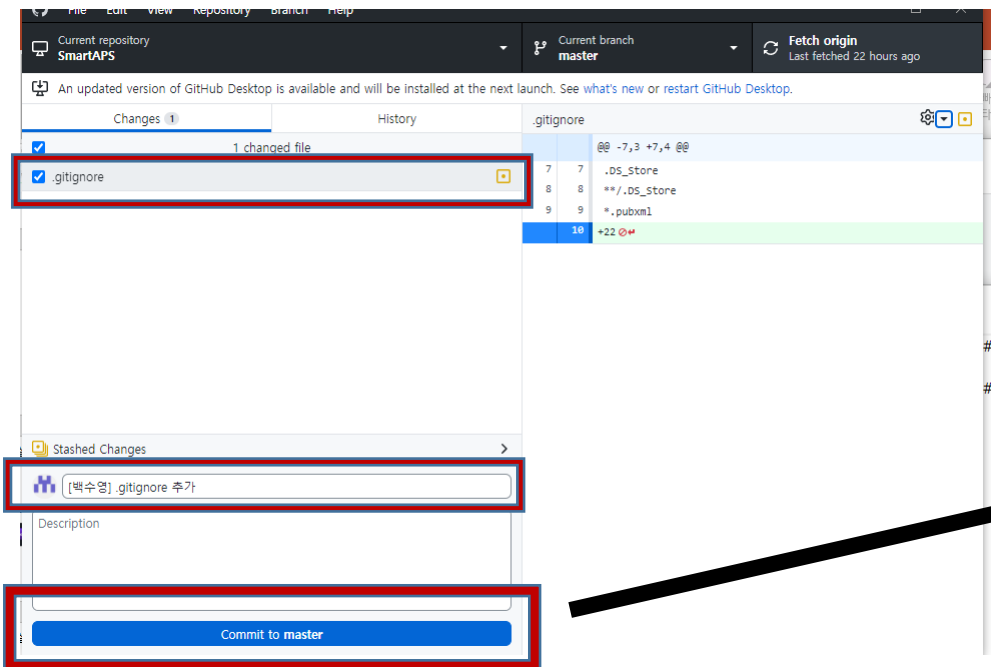 File Edit View Repository Branch Help
Current repository
SmartAPS
Current branch
master
Fetch origin
Last fetched 22 hours ago
An updated version of GitHub Desktop is available and will be installed at the next launch. See what's new or restart GitHub Desktop.
Changes 1
History
.gitignore
1 changed file
@@ -7,3 +7,4 @@
.gitignore
7 7 .DS_Store
8 8 **/.DS_Store
9 9 *.pubxml
10 +22
#
#
Stashed Changes
[백수영] .gitignore 추가
Description
Commit to master